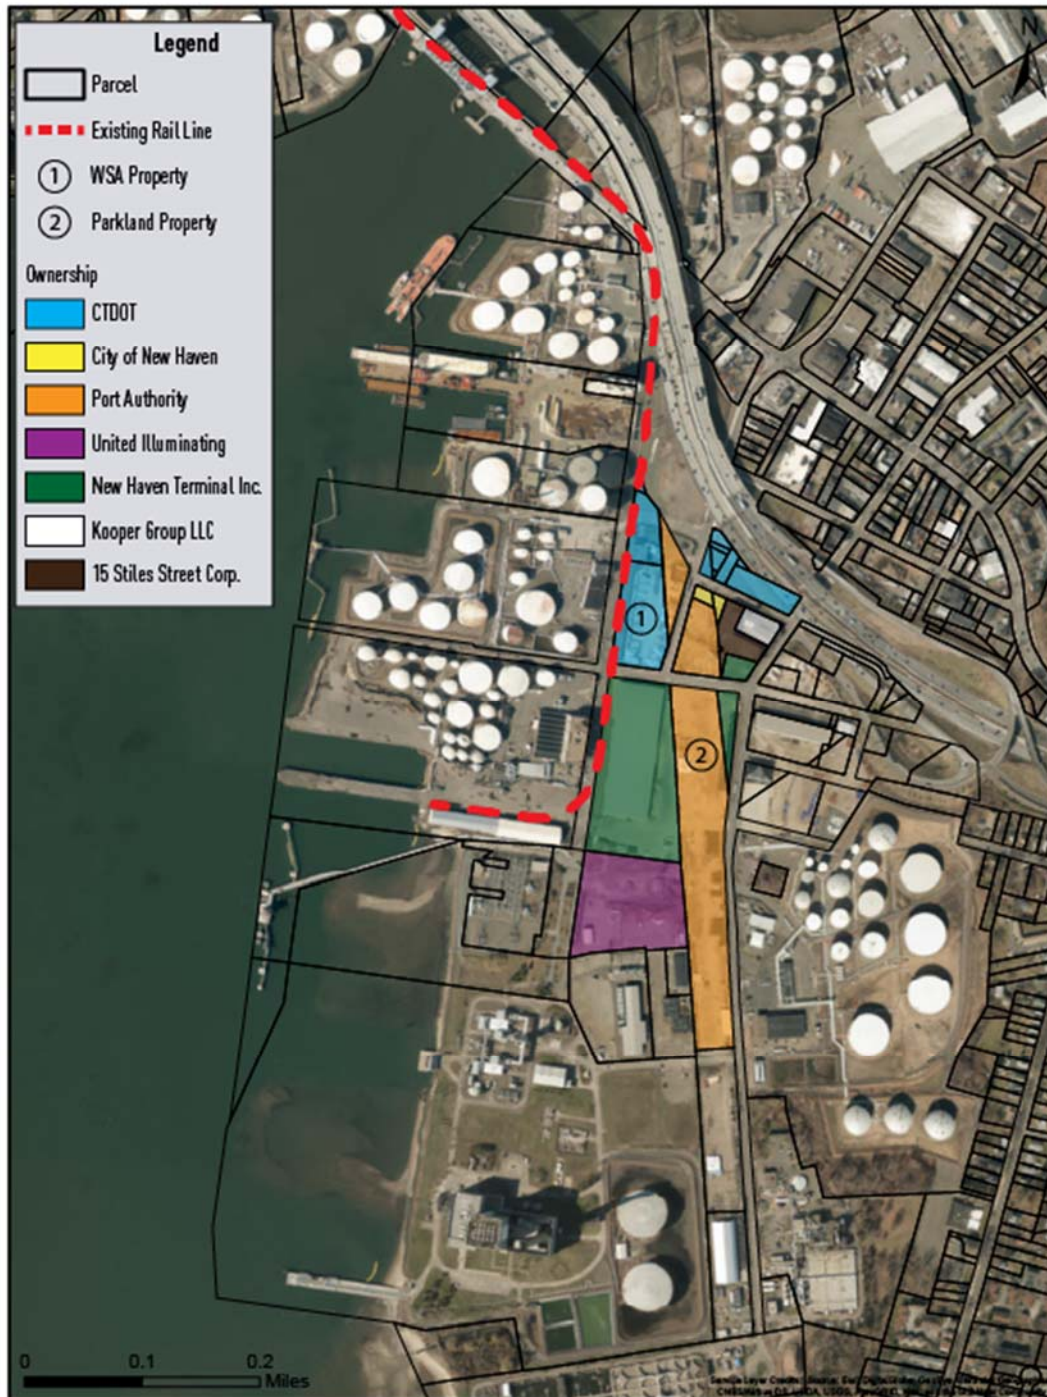 Legend
Parcel
Existing Rail Line
1 WSA Property
2 Parkland Property
Ownership
CTDOT
City of New Haven
Port Authority
United Illuminating
New Haven Terminal Inc.
Kooper Group LLC
15 Stiles Street Corp.
N
1
2
0 0.1 0.2
Miles